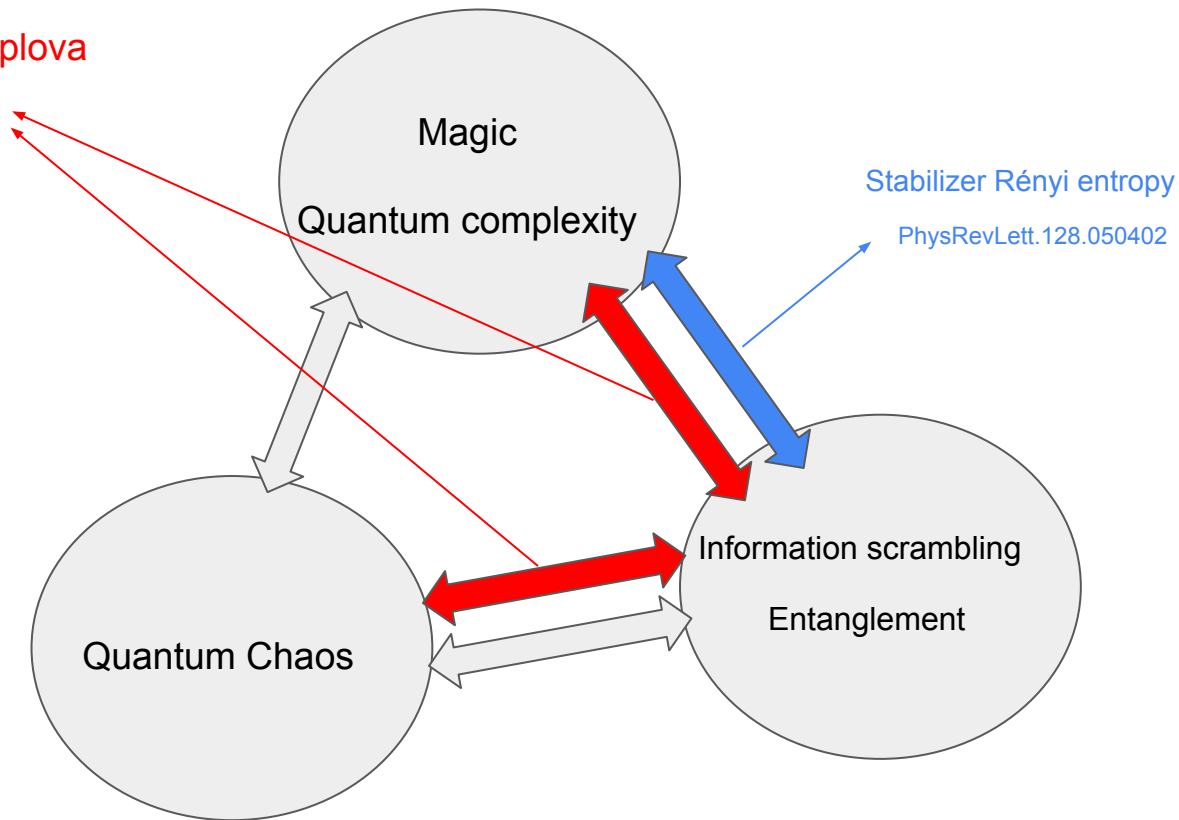 plova
Magic
Quantum complexity
Stabilizer Rényi entropy
PhysRevLett.128.050402
Information scrambling
Entanglement
Quantum Chaos